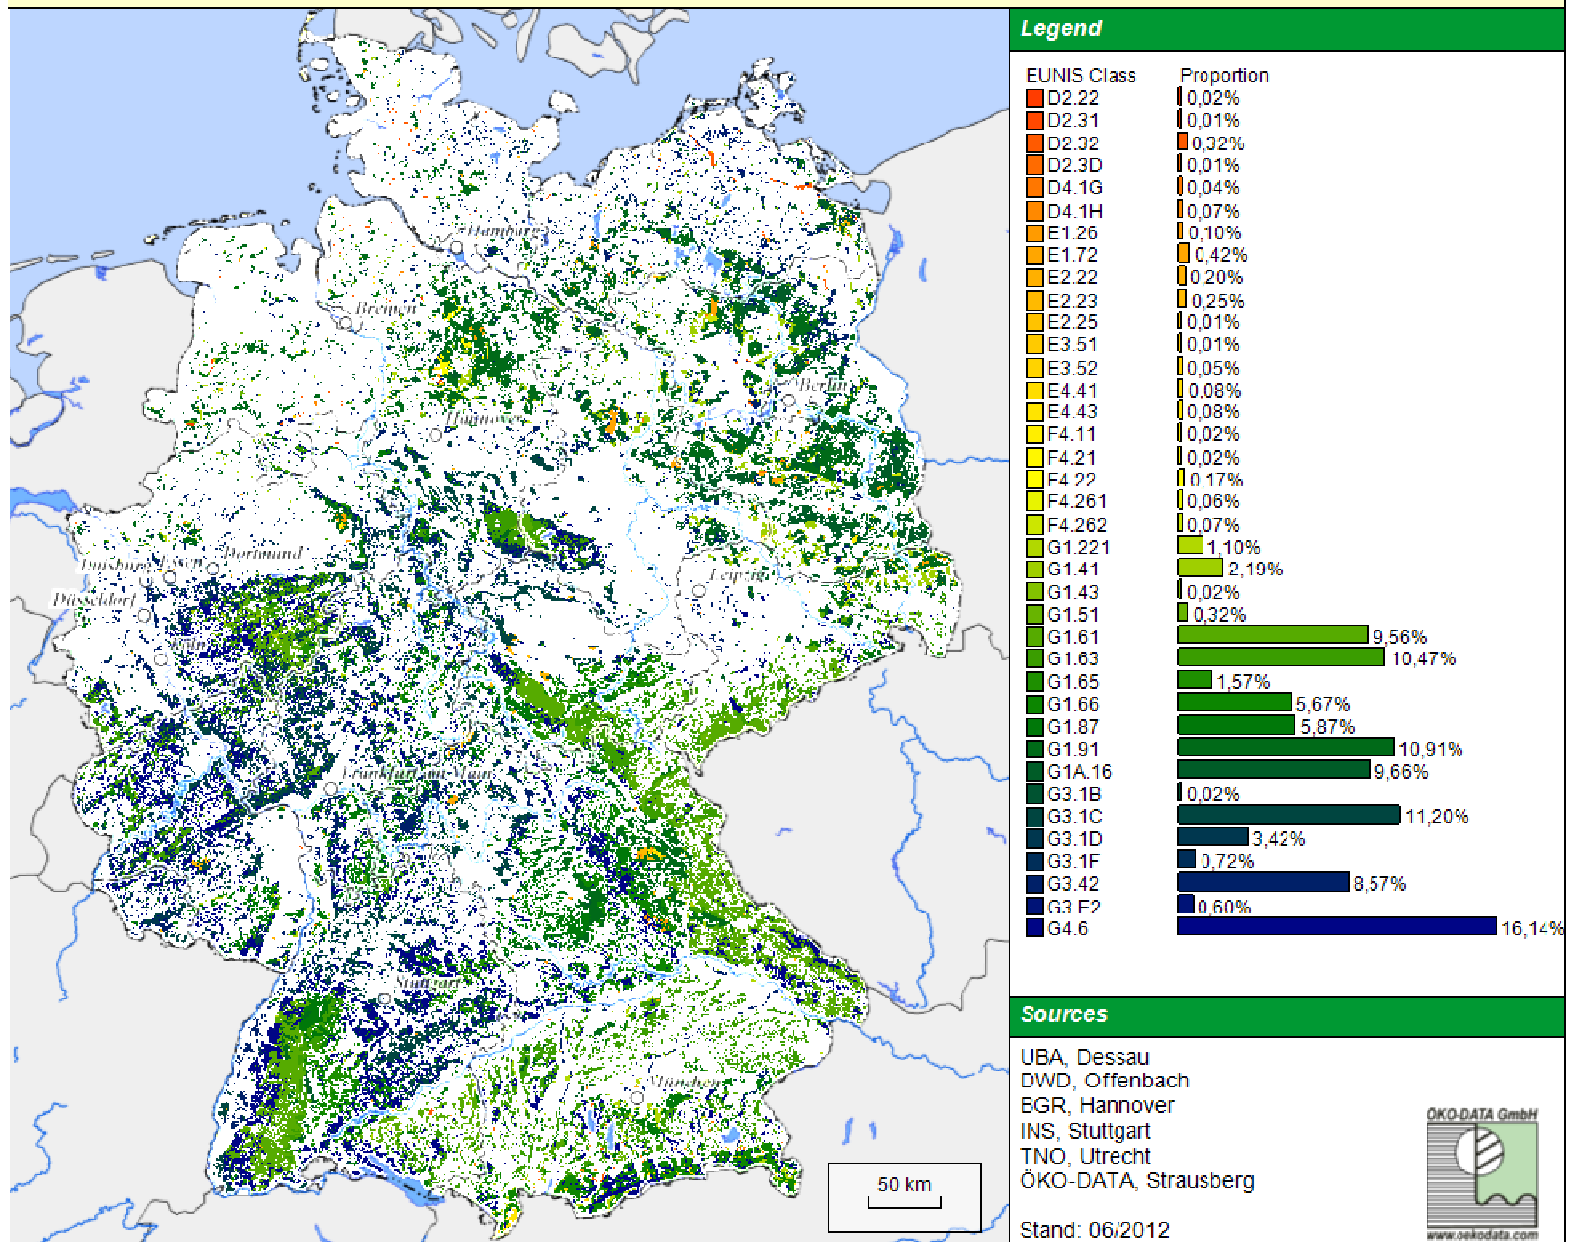 Legend
EUNIS Class Proportion
D2.22 0,02%
D2.31 0,01%
D2.32 0,32%
D2.3D 0,01%
D4.1G 0,04%
D4.1H 0,07%
E1.26 0,10%
E1.72 0,42%
E2.22 0,20%
E2.23 0,25%
E2.25 0,01%
E3.51 0,01%
E3.52 0,05%
E4.41 0,08%
E4.43 0,08%
F4.11 0,02%
F4.21 0,02%
F4.22 0,17%
F4.261 0,06%
F4.262 0,07%
G1.221 1,10%
G1.41 2,19%
G1.43 0,02%
G1.51 0,32%
G1.61 9,56%
G1.63 10,47%
G1.65 1,57%
G1.66 5,67%
G1.87 5,87%
G1.91 10,91%
G1A.16 9,66%
G3.1B 0,02%
G3.1C 11,20%
G3.1D 3,42%
G3.1F 0,72%
G3.42 8,57%
G3.F2 0,60%
G4.6 16,14%
Hamburg
Bremen
Berlin
Hannover
Dortmund
Duisburg Essen
Leipzig
Düsseldorf
Frankfurt am Main
Stuttgart
München
50 km
Sources
UBA, Dessau
DWD, Offenbach
BGR, Hannover
INS, Stuttgart
TNO, Utrecht
ÖKO-DATA, Strausberg
Stand: 06/2012
ÖKO-DATA GmbH
www.oekodata.com